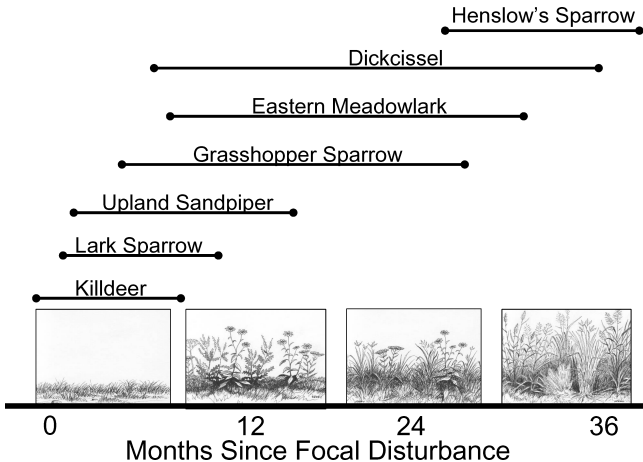 Henslow's Sparrow
Dickcissel
Eastern Meadowlark
Grasshopper Sparrow
Upland Sandpiper
Lark Sparrow
Killdeer
0 12 24 36
Months Since Focal Disturbance